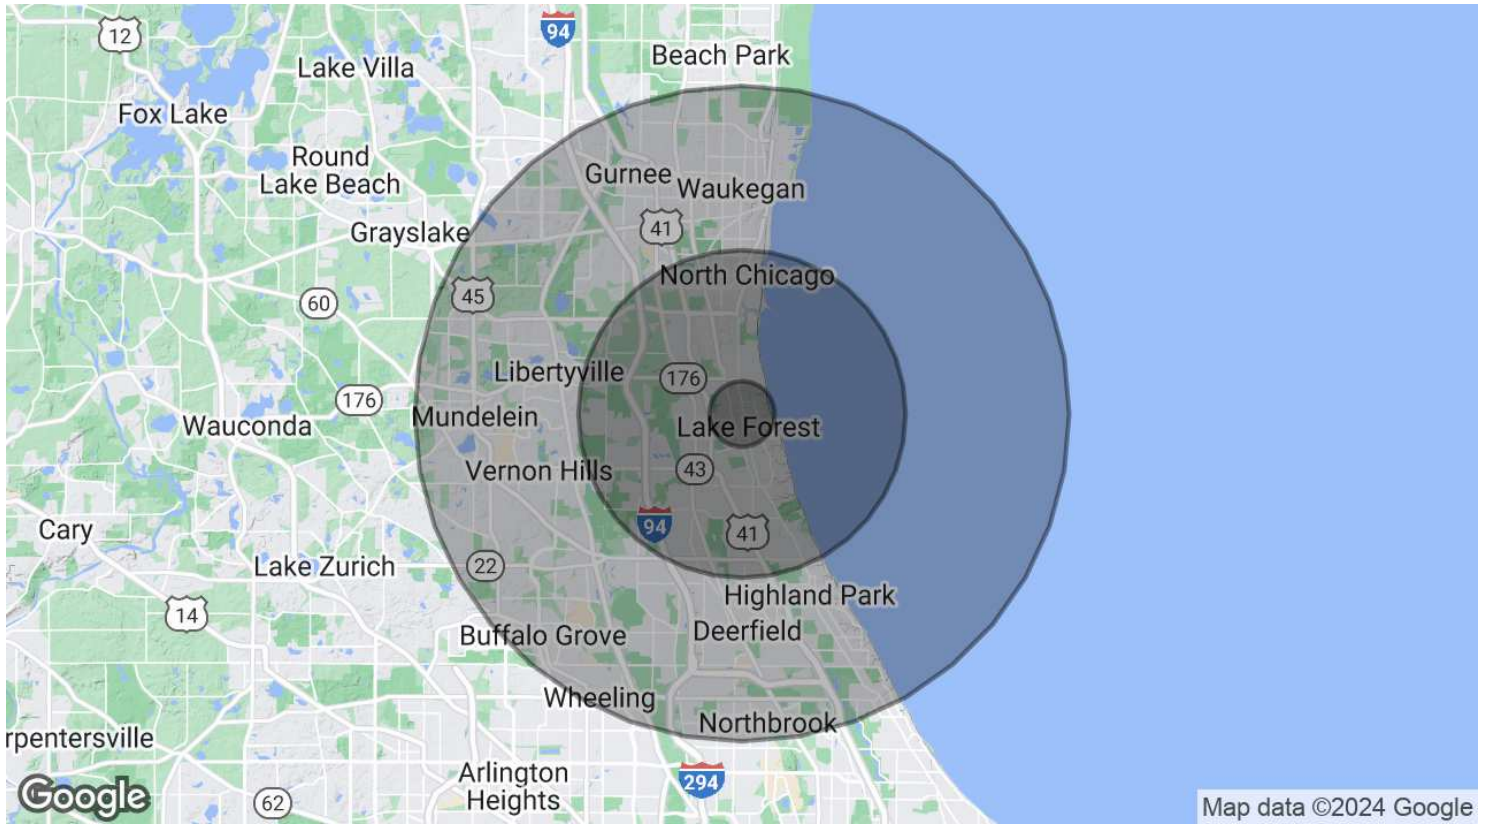 12
94
Beach Park
Lake Villa
Fox Lake
Round
Lake Beach
Gurnee
Waukegan
41
Grayslake
North Chicago
45
60
Libertyville
176
176
Mundelein
Wauconda
Lake Forest
Vernon Hills
43
Cary
94
41
Lake Zurich
22
Highland Park
14
Buffalo Grove
Deerfield
Wheeling
Northbrook
rpentersville
Arlington
Heights
294
Google
62
Map data ©2024 Google